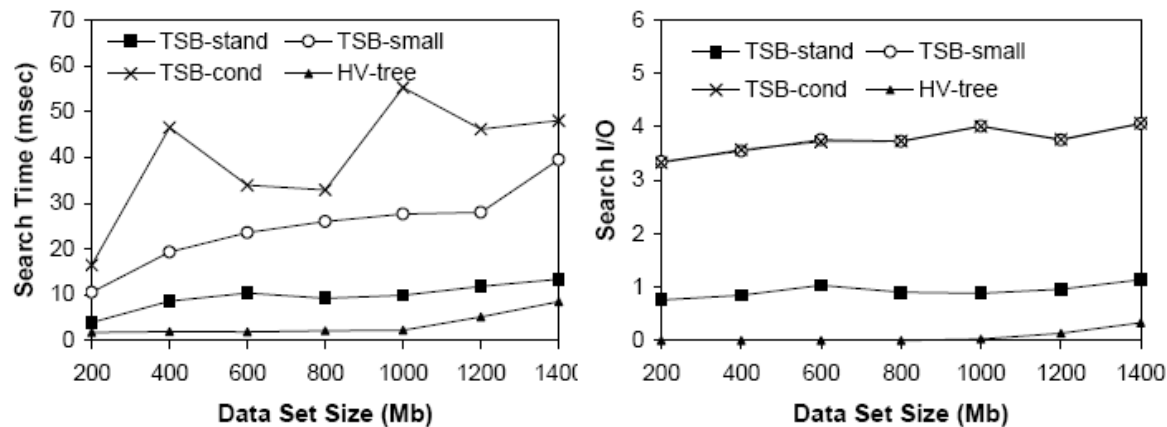 70
60
50
40
30
20
10
0
Search Time (msec)
TSB-stand TSB-small
TSB-cond HV-tree
200 400 600 800 1000 1200 140
Data Set Size (Mb)
6
5
4
3
2
1
0
Search I/O
TSB-stand TSB-small
TSB-cond HV-tree
200 400 600 800 1000 1200 1400
Data Set Size (Mb)